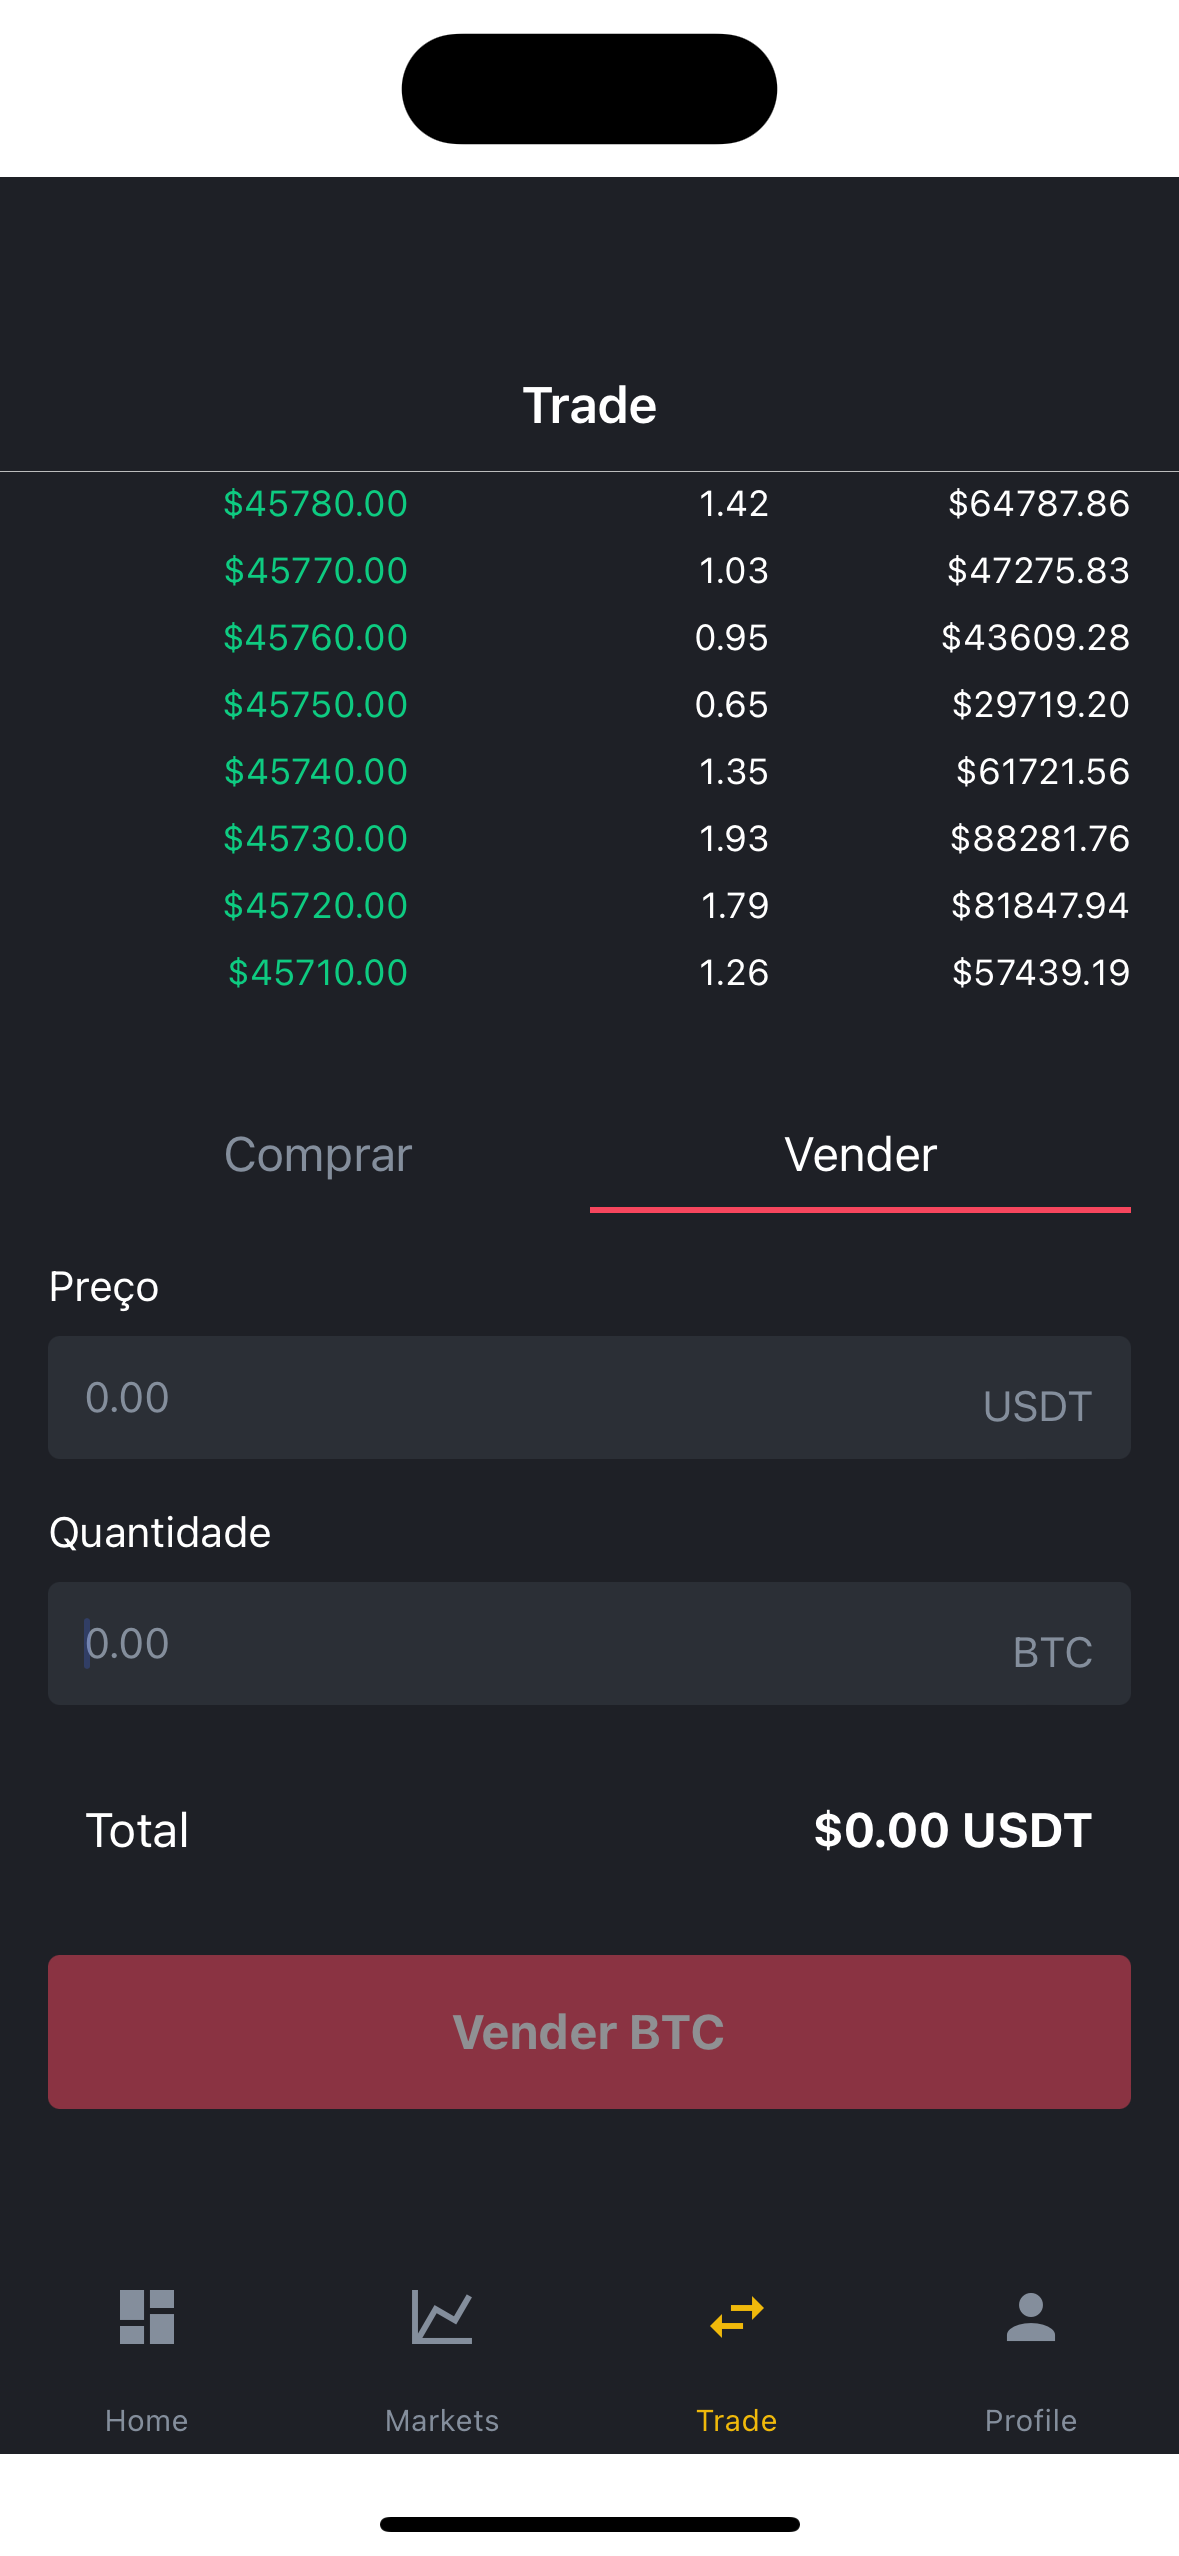 Trade
$45780.00 1.42 $64787.86
$45770.00 1.03 $47275.83
$45760.00 0.95 $43609.28
$45750.00 0.65 $29719.20
$45740.00 1.35 $61721.56
$45730.00 1.93 $88281.76
$45720.00 1.79 $81847.94
$45710.00 1.26 $57439.19
Comprar Vender
Preço
0.00 USDT
Quantidade
0.00 BTC
Total $0.00 USDT
Vender BTC
Home Markets Trade Profile